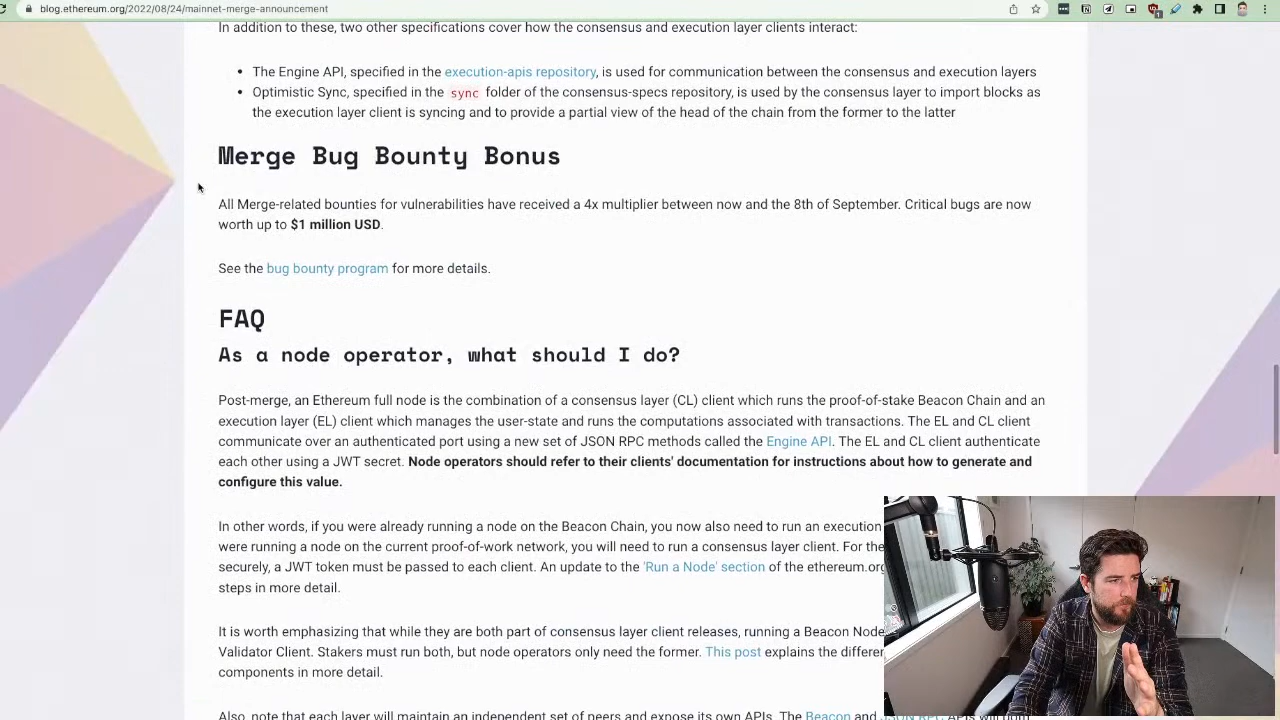 blog.ethereum.org/2022/08/24/mainnet-merge-announcement
In addition to these, two other specifications cover how the consensus and execution layer clients interact:
• The Engine API, specified in the execution-apis repository, is used for communication between the consensus and execution layers
• Optimistic Sync, specified in the sync folder of the consensus-specs repository, is used by the consensus layer to import blocks as
the execution layer client is syncing and to provide a partial view of the head of the chain from the former to the latter
Merge Bug Bounty Bonus
All Merge-related bounties for vulnerabilities have received a 4x multiplier between now and the 8th of September. Critical bugs are now
worth up to $1 million USD.
See the bug bounty program for more details.
FAQ
As a node operator, what should I do?
Post-merge, an Ethereum full node is the combination of a consensus layer (CL) client which runs the proof-of-stake Beacon Chain and an
execution layer (EL) client which manages the user-state and runs the computations associated with transactions. The EL and CL client
communicate over an authenticated port using a new set of JSON RPC methods called the Engine API. The EL and CL client authenticate
each other using a JWT secret. Node operators should refer to their clients' documentation for instructions about how to generate and
configure this value.
In other words, if you were already running a node on the Beacon Chain, you now also need to run an execution
were running a node on the current proof-of-work network, you will need to run a consensus layer client. For the
securely, a JWT token must be passed to each client. An update to the 'Run a Node' section of the ethereum.org
steps in more detail.
It is worth emphasizing that while they are both part of consensus layer client releases, running a Beacon Node
Validator Client. Stakers must run both, but node operators only need the former. This post explains the differen
components in more detail.
Also, note that each layer will maintain an independent set of peers and expose its own APIs. The Beacon and JSON RPC APIs will both